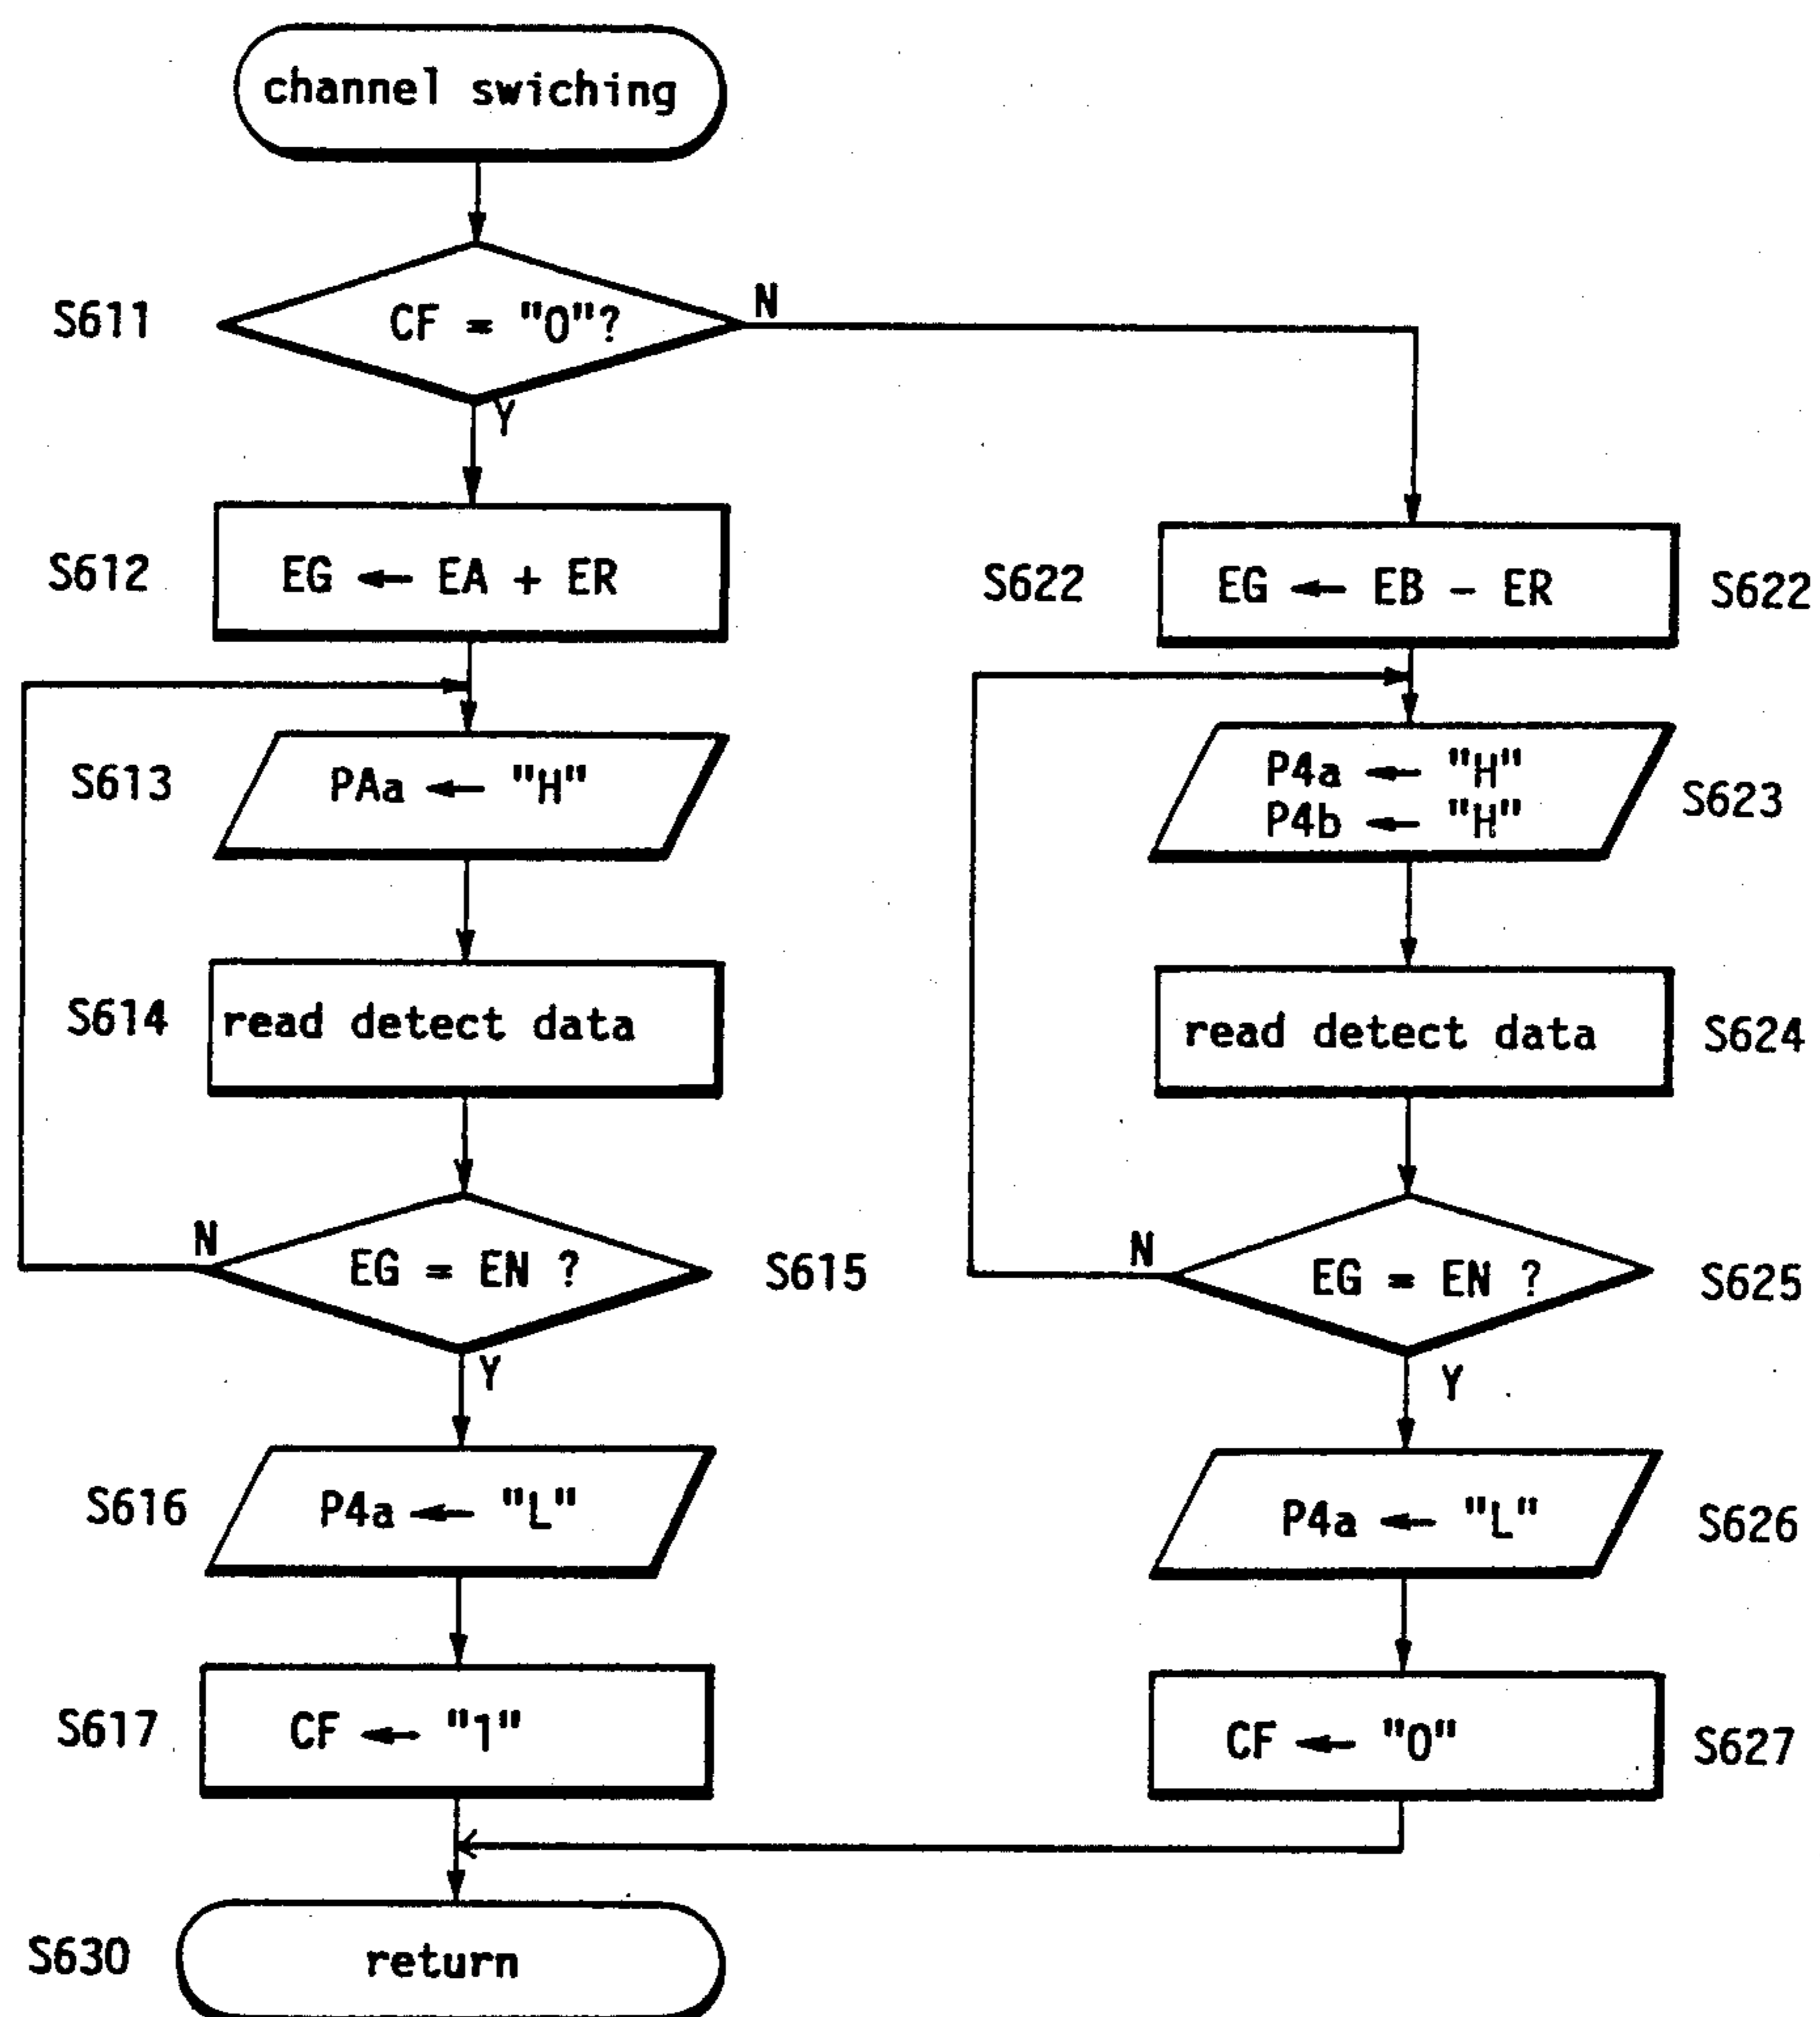 channel swiching
S611
CF = "0"?
N
Y
S612
EG ← EA + ER
S613
PAa ← "H"
S614
read detect data
N
EG = EN ?
S615
Y
S616
P4a ← "L"
S617
CF ← "1"
S630
return
S622
EG ← EB - ER
S622
P4a ← "H"
P4b ← "H"
S623
read detect data
S624
N
EG = EN ?
S625
Y
P4a ← "L"
S626
CF ← "0"
S627